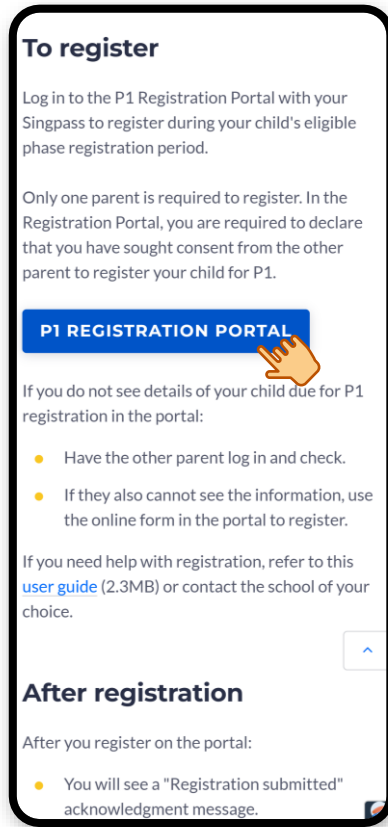 To register
Log in to the P1 Registration Portal with your
Singpass to register during your child's eligible
phase registration period.
Only one parent is required to register. In the
Registration Portal, you are required to declare
that you have sought consent from the other
parent to register your child for P1.
P1 REGISTRATION PORTAL
If you do not see details of your child due for P1
registration in the portal:
Have the other parent log in and check.
If they also cannot see the information, use
the online form in the portal to register.
If you need help with registration, refer to this
user guide (2.3MB) or contact the school of your
choice.
After registration
After you register on the portal:
You will see a "Registration submitted"
acknowledgment message.